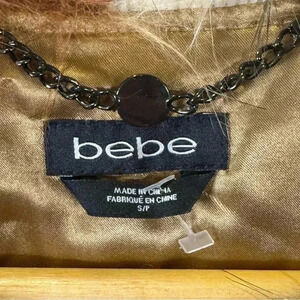 bebe
MADE IN CHINA
FABRIQUÉ EN CHINE
S/P